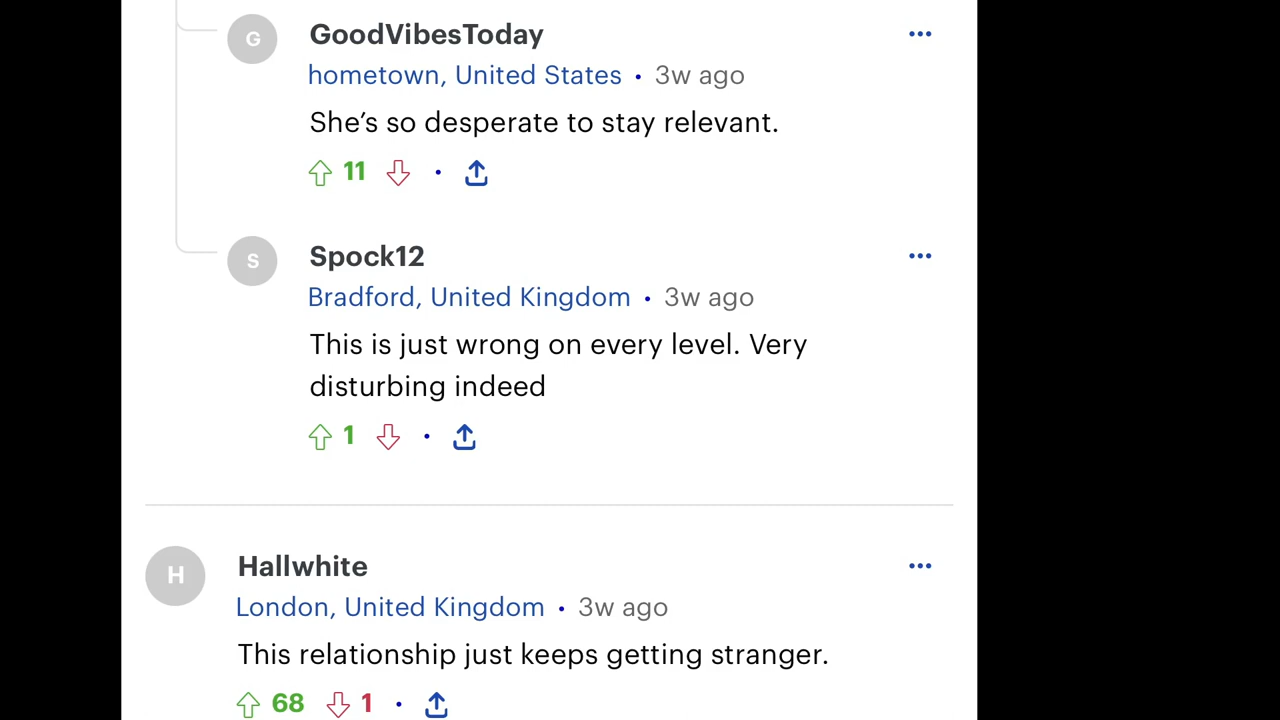 G
GoodVibesToday
...
hometown, United States • 3w ago
She’s so desperate to stay relevant.
11 •
S
Spock12
...
Bradford, United Kingdom • 3w ago
This is just wrong on every level. Very
disturbing indeed
1 •
H
Hallwhite
...
London, United Kingdom • 3w ago
This relationship just keeps getting stranger.
68 1 •